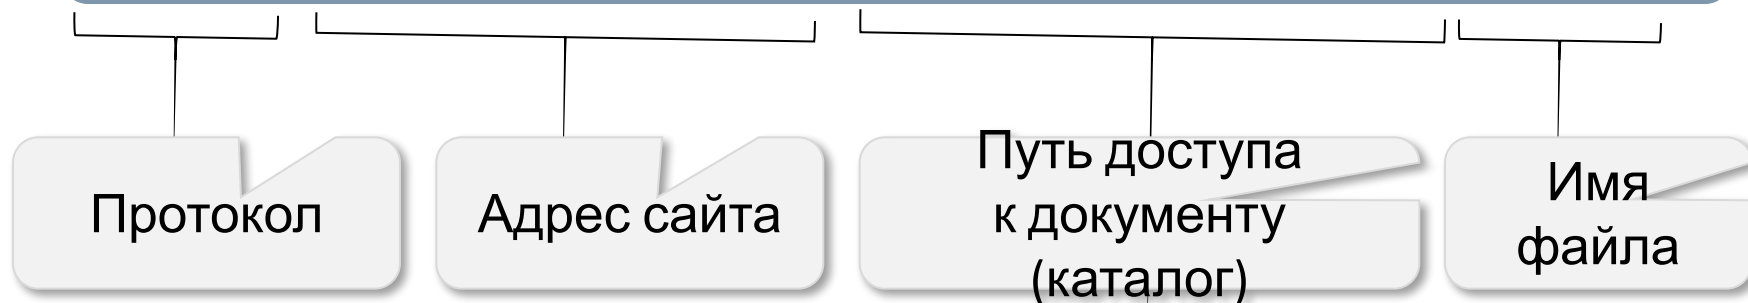 Протокол
Адрес сайта
Путь доступа
к документу
(каталог)
Имя
файла